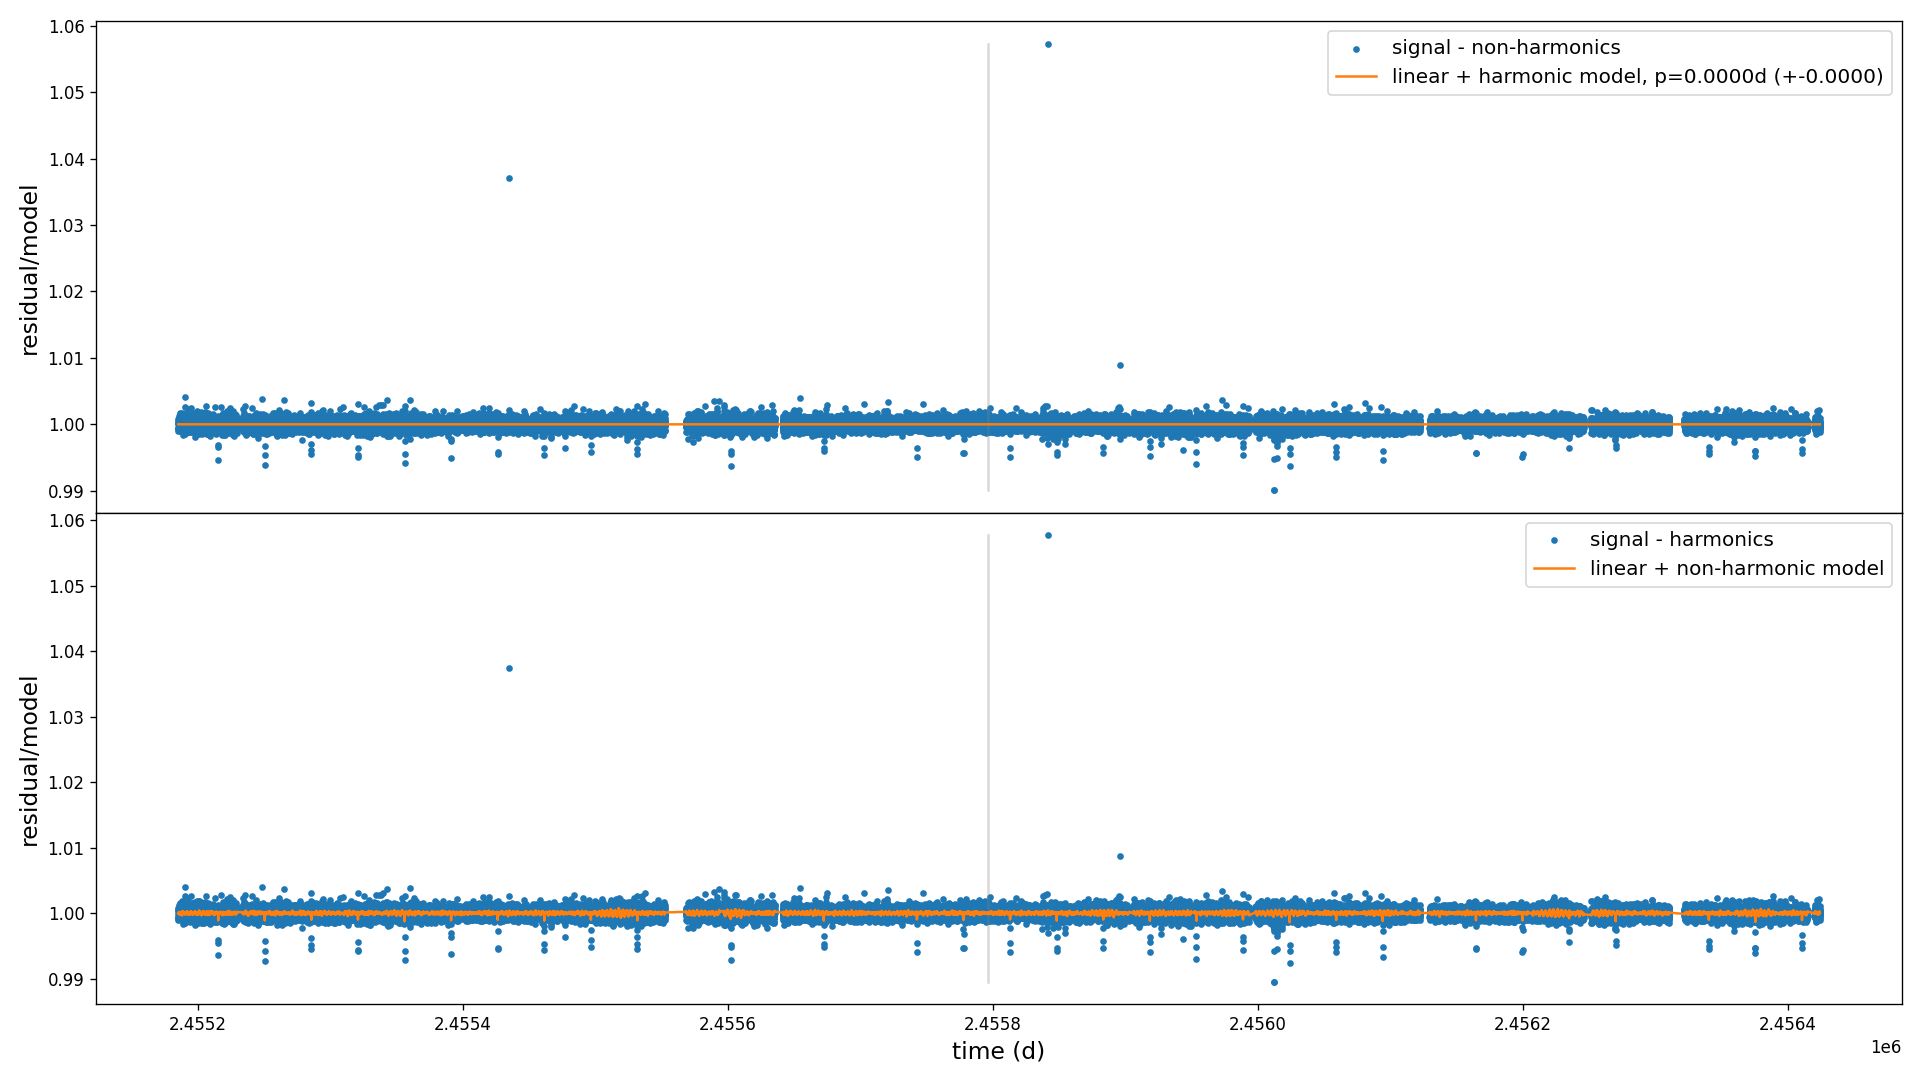 1.06
1.05
1.04
1.03
1.02
1.01
1.00
0.99
residual/model
signal - non-harmonics
linear + harmonic model, p=0.0000d (+-0.0000)
1.06
1.05
1.04
1.03
1.02
1.01
1.00
0.99
residual/model
signal - harmonics
linear + non-harmonic model
2.4552
2.4554
2.4556
2.4558
2.4560
2.4562
2.4564
1e6
time (d)